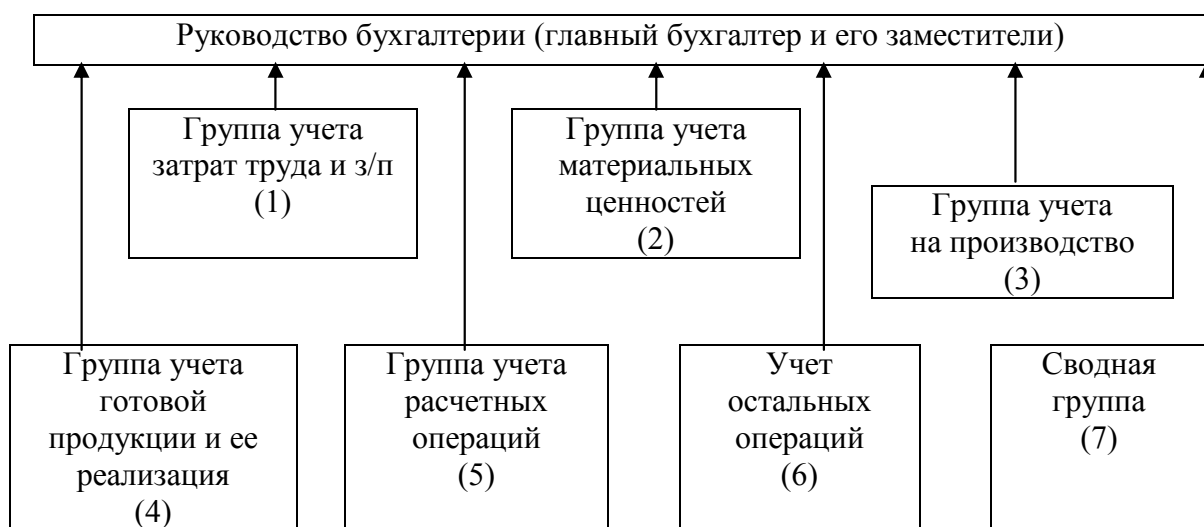 Руководство бухгалтерии (главный бухгалтер и его заместители)
Группа учета
затрат труда и з/п
(1)
Группа учета
материальных
ценностей
(2)
Группа учета
на производство
(3)
Группа учета
готовой
продукции и ее
реализация
(4)
Группа учета
расчетных
операций
(5)
Учет
остальных
операций
(6)
Сводная
группа
(7)